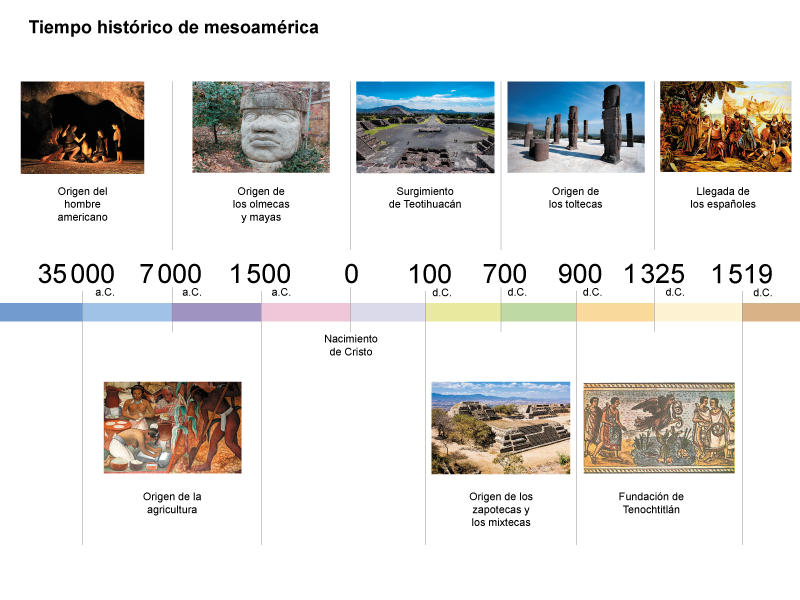 Tiempo histórico de mesoamérica
Origen del
hombre
americano
Origen de
los olmecas
y mayas
Surgimiento
de Teotihuacán
Origen de
los toltecas
Llegada de
los españoles
35 000
a.C.
7 000
a.C.
1 500
a.C.
0
100
d.C.
700
d.C.
900
d.C.
1 325
d.C.
1 519
d.C.
Nacimiento
de Cristo
Origen de la
agricultura
Origen de los
zapotecas y
los mixtecas
Fundación de
Tenochtitlán